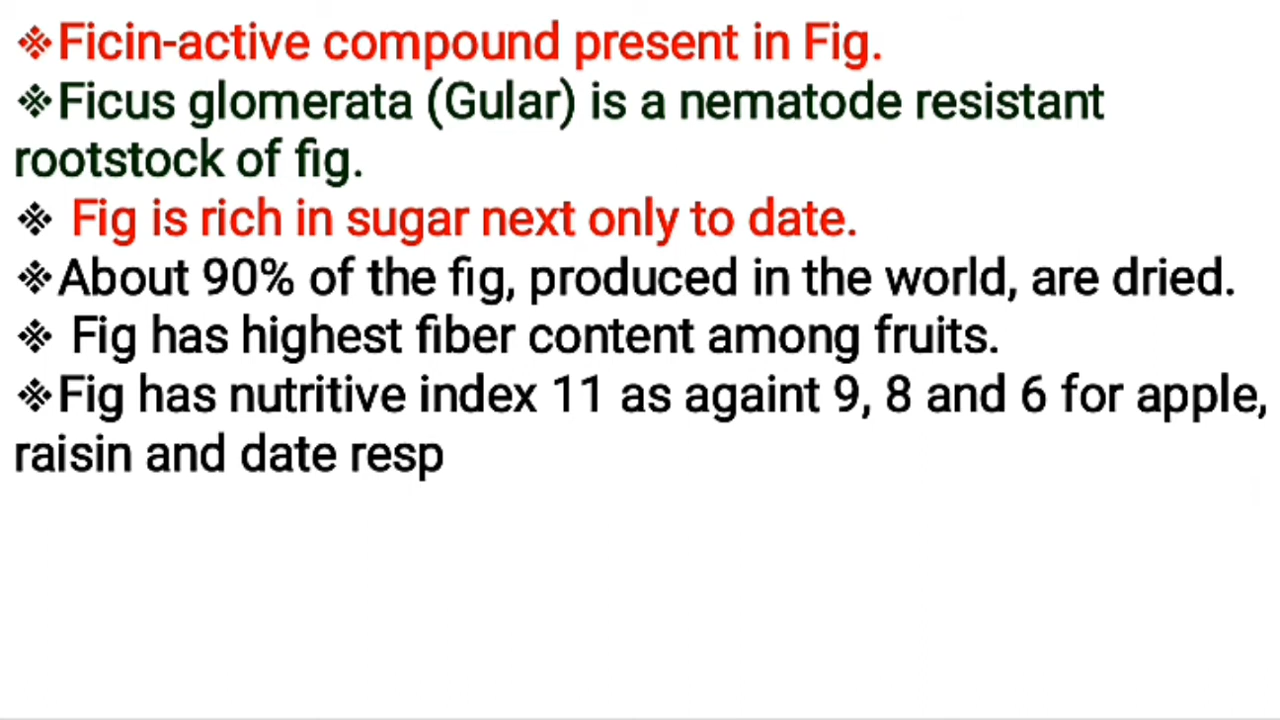 ❖Ficin-active compound present in Fig.
❖Ficus glomerata (Gular) is a nematode resistant
rootstock of fig.
❖ Fig is rich in sugar next only to date.
❖About 90% of the fig, produced in the world, are dried.
❖ Fig has highest fiber content among fruits.
❖Fig has nutritive index 11 as againt 9, 8 and 6 for apple,
raisin and date resp